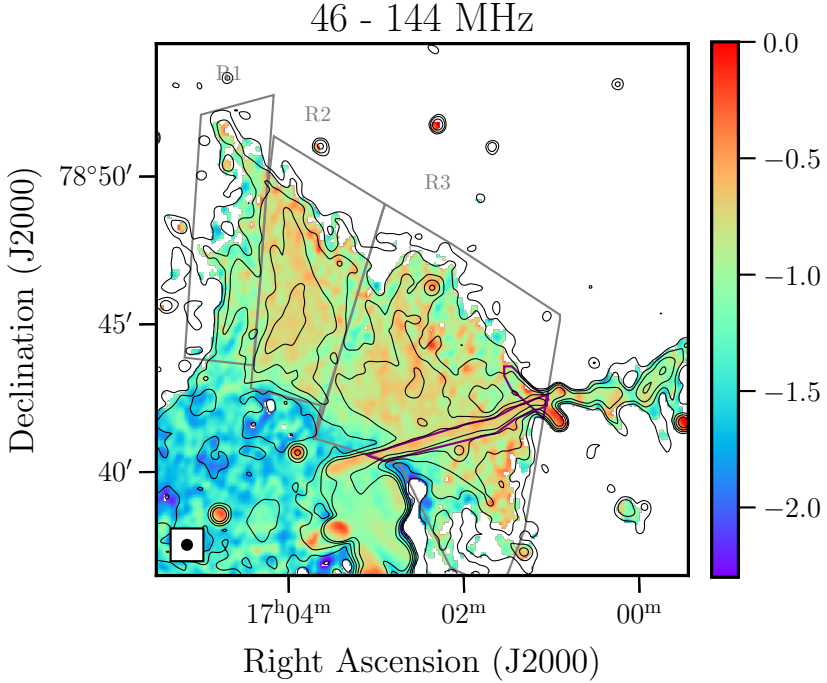 46 - 144 MHz
R1
R2
R3
78°50′
45′
40′
17ʰ04ᵐ
02ᵐ
00ᵐ
Right Ascension (J2000)
Declination (J2000)
0.0
−0.5
−1.0
−1.5
−2.0